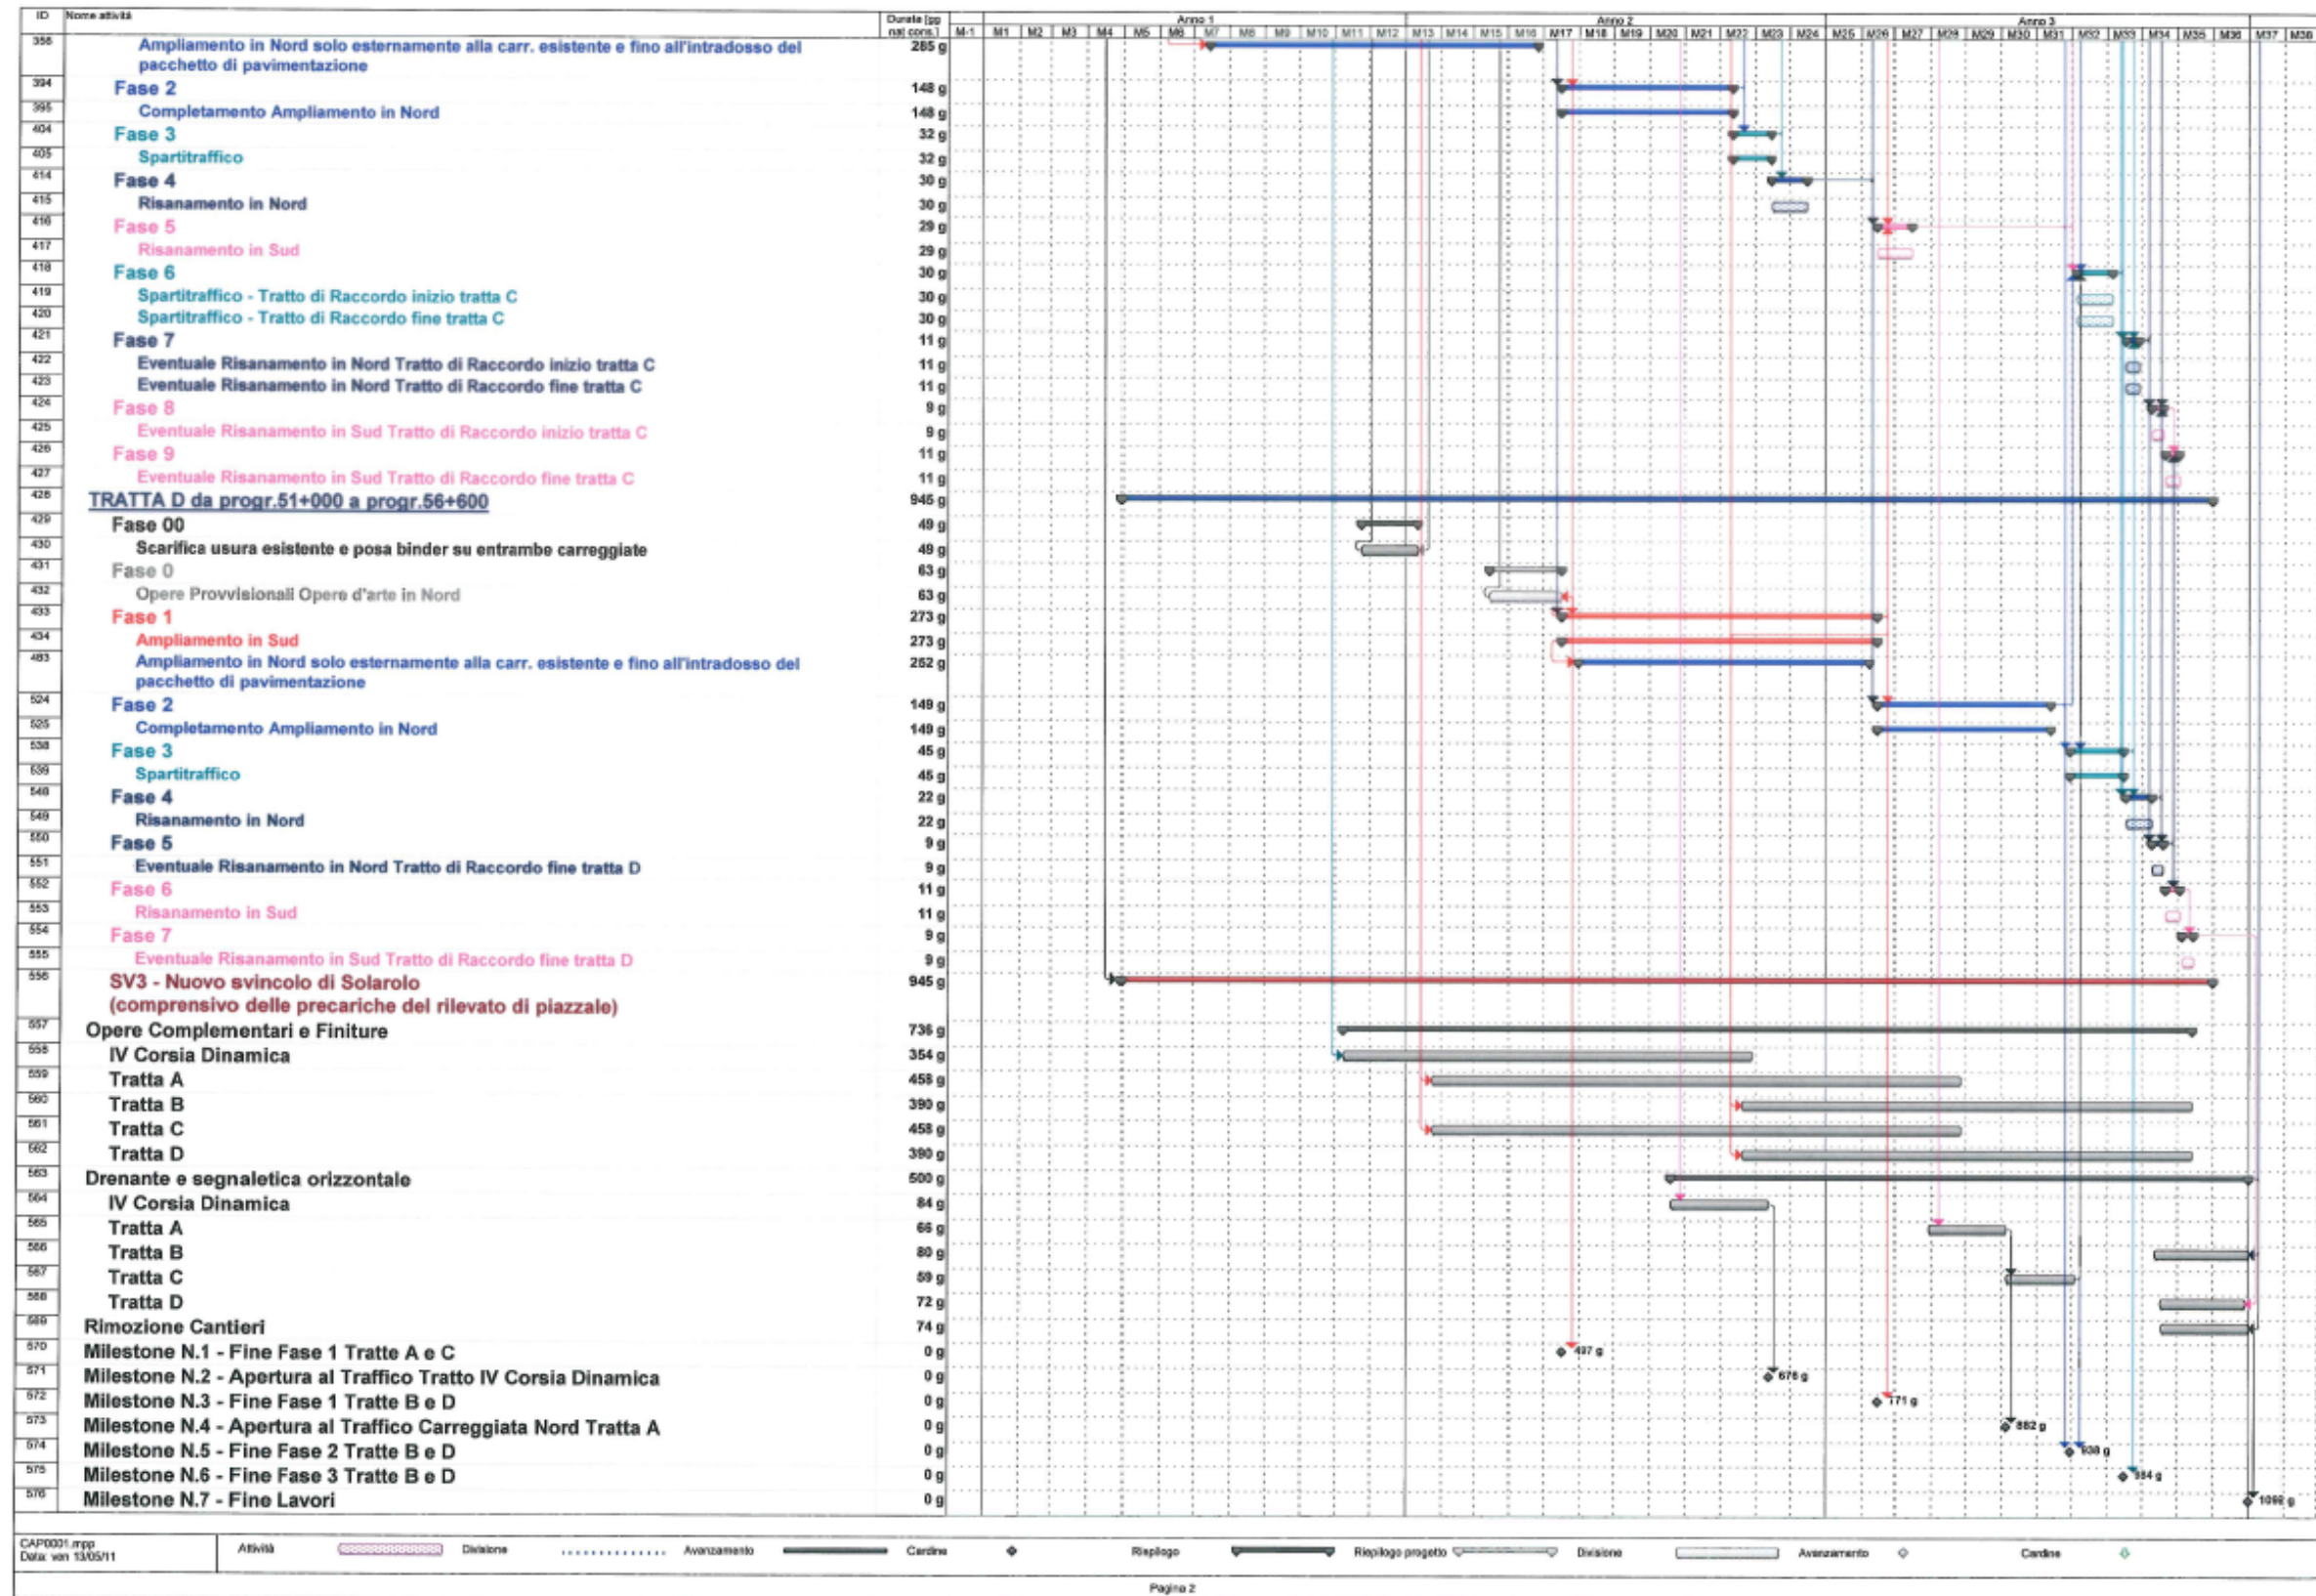 ID Nome attività Durata [gg nat cons.] Anno 1 Anno 2 Anno 3
M-1 M1 M2 M3 M4 M5 M6 M7 M8 M9 M10 M11 M12 M13 M14 M15 M16 M17 M18 M19 M20 M21 M22 M23 M24 M25 M26 M27 M28 M29 M30 M31 M32 M33 M34 M35 M36 M37 M38
Ampliamento in Nord solo esternamente alla carr. esistente e fino all'intradosso del 285 g
pacchetto di pavimentazione
394 Fase 2 148 g
395 Completamento Ampliamento in Nord 148 g
404 Fase 3 32 g
405 Spartitraffico 32 g
414 Fase 4 30 g
415 Risanamento in Nord 30 g
416 Fase 5 29 g
417 Risanamento in Sud 29 g
418 Fase 6 30 g
419 Spartitraffico - Tratto di Raccordo inizio tratta C 30 g
420 Spartitraffico - Tratto di Raccordo fine tratta C 30 g
421 Fase 7 11 g
422 Eventuale Risanamento in Nord Tratto di Raccordo inizio tratta C 11 g
423 Eventuale Risanamento in Nord Tratto di Raccordo fine tratta C 11 g
424 Fase 8 9 g
425 Eventuale Risanamento in Sud Tratto di Raccordo inizio tratta C 9 g
426 Fase 9 11 g
427 Eventuale Risanamento in Sud Tratto di Raccordo fine tratta C 11 g
428 TRATTA D da progr.51+000 a progr.56+600 945 g
429 Fase 00 49 g
430 Scarifica usura esistente e posa binder su entrambe carreggiate 49 g
431 Fase 0 63 g
432 Opere Provvisionali Opere d'arte in Nord 63 g
433 Fase 1 273 g
434 Ampliamento in Sud 273 g
483 Ampliamento in Nord solo esternamente alla carr. esistente e fino all'intradosso del 252 g
pacchetto di pavimentazione
524 Fase 2 149 g
525 Completamento Ampliamento in Nord 149 g
538 Fase 3 45 g
539 Spartitraffico 45 g
548 Fase 4 22 g
549 Risanamento in Nord 22 g
550 Fase 5 9 g
551 Eventuale Risanamento in Nord Tratto di Raccordo fine tratta D 9 g
552 Fase 6 11 g
553 Risanamento in Sud 11 g
554 Fase 7 9 g
555 Eventuale Risanamento in Sud Tratto di Raccordo fine tratta D 9 g
556 SV3 - Nuovo svincolo di Solarolo 945 g
(comprensivo delle precariche del rilevato di piazzale)
557 Opere Complementari e Finiture 736 g
558 IV Corsia Dinamica 354 g
559 Tratta A 458 g
560 Tratta B 390 g
561 Tratta C 458 g
562 Tratta D 390 g
563 Drenante e segnaletica orizzontale 500 g
564 IV Corsia Dinamica 84 g
565 Tratta A 66 g
566 Tratta B 80 g
567 Tratta C 59 g
568 Tratta D 72 g
569 Rimozione Cantieri 74 g
570 Milestone N.1 - Fine Fase 1 Tratte A e C 0 g 497 g
571 Milestone N.2 - Apertura al Traffico Tratto IV Corsia Dinamica 0 g 676 g
572 Milestone N.3 - Fine Fase 1 Tratte B e D 0 g 771 g
573 Milestone N.4 - Apertura al Traffico Carreggiata Nord Tratta A 0 g 882 g
574 Milestone N.5 - Fine Fase 2 Tratte B e D 0 g 938 g
575 Milestone N.6 - Fine Fase 3 Tratte B e D 0 g 984 g
576 Milestone N.7 - Fine Lavori 0 g
CAP0001.mpp
Data: ven 13/05/11
Attività Divisione Avanzamento Cardine Riepilogo Riepilogo progetto Divisione Avanzamento Cardine
Pagina 2